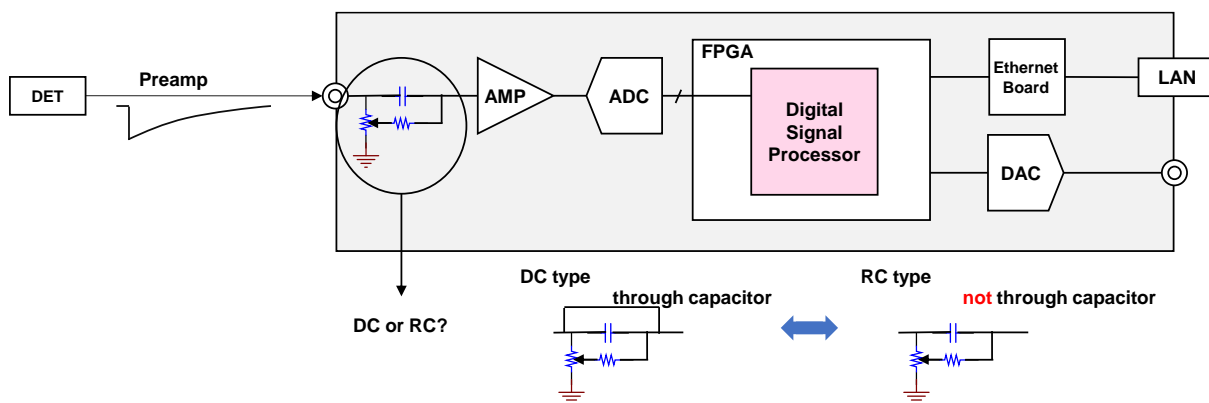 FPGA
Preamp
DET
AMP
ADC
Digital
Signal
Processor
Ethernet
Board
LAN
DAC
DC or RC?
DC type
through capacitor
RC type
not through capacitor